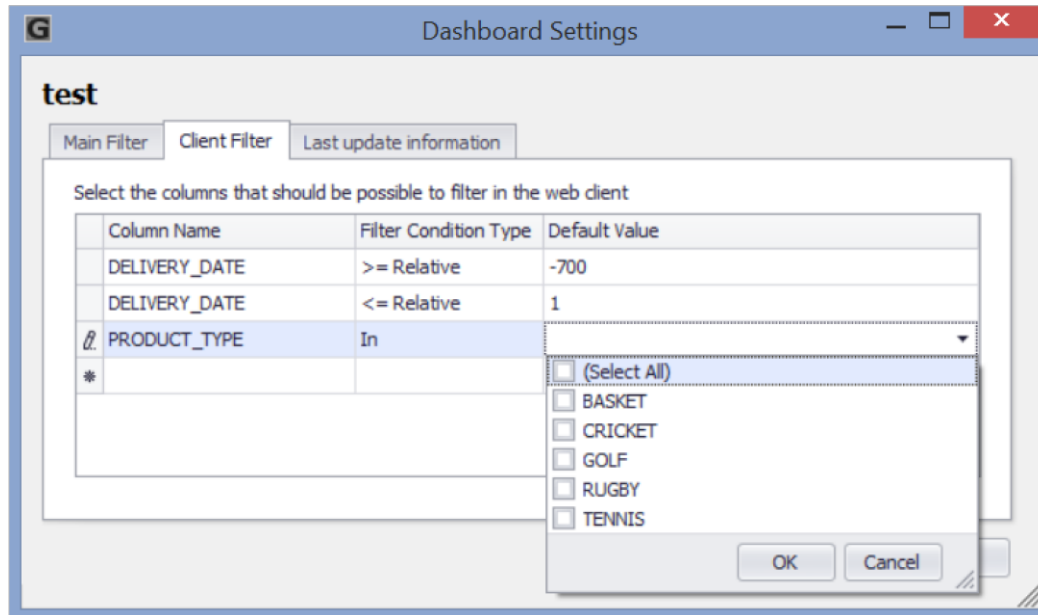 G Dashboard Settings
test
Main Filter Client Filter Last update information
Select the columns that should be possible to filter in the web client
Column Name Filter Condition Type Default Value
DELIVERY_DATE >= Relative -700
DELIVERY_DATE <= Relative 1
PRODUCT_TYPE In
(Select All)
BASKET
CRICKET
GOLF
RUGBY
TENNIS
OK Cancel